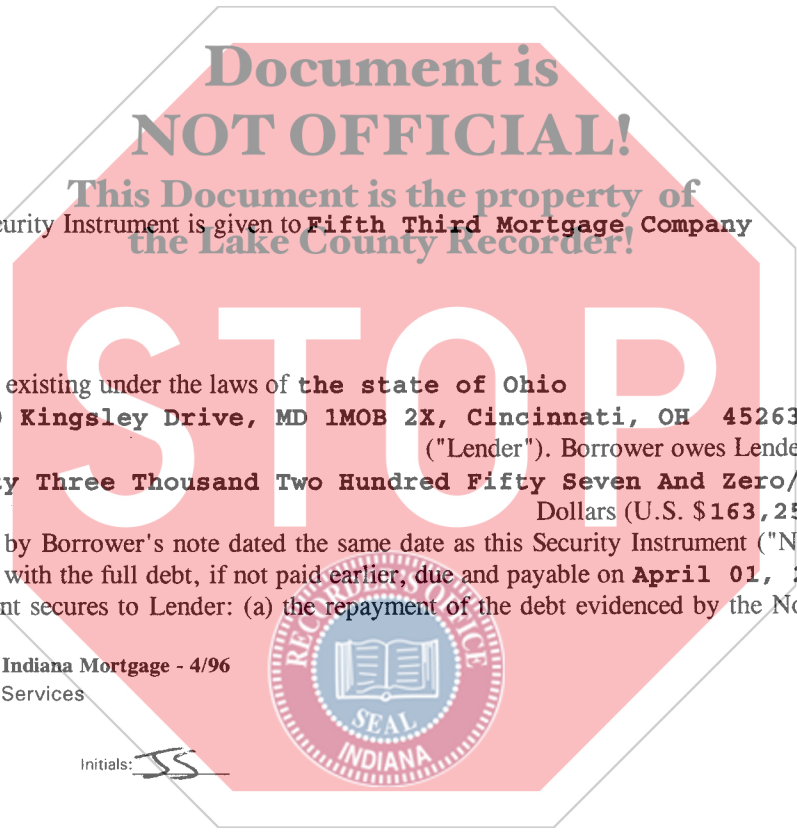 Document is
NOT OFFICIAL!
This Document is the property of
the Lake County Recorder!
curity Instrument is given to Fifth Third Mortgage Company
STOP
existing under the laws of the state of Ohio
Kingsley Drive, MD 1MOB 2X, Cincinnati, OH 45263
("Lender"). Borrower owes Lende
y Three Thousand Two Hundred Fifty Seven And Zero/
Dollars (U.S. $163,25
by Borrower's note dated the same date as this Security Instrument ("N
with the full debt, if not paid earlier, due and payable on April 01, 2
nt secures to Lender: (a) the repayment of the debt evidenced by the No
RECORDER'S OFFICE
SEAL
INDIANA
Indiana Mortgage - 4/96
Services
Initials: JS